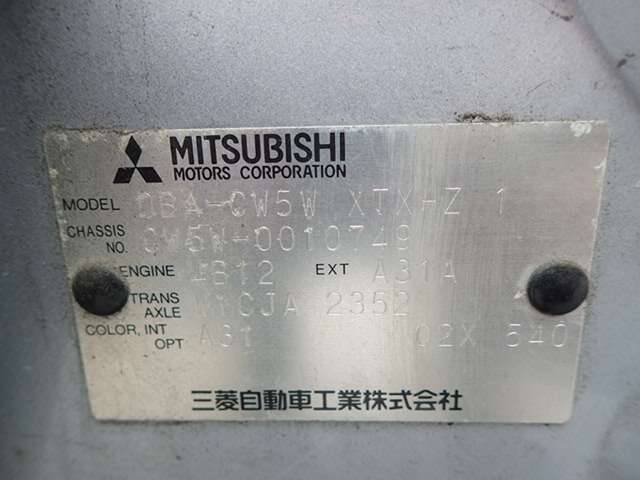 MITSUBISHI
MOTORS CORPORATION
MODEL DBA-CW5W XTXHZ 1
CHASSIS NO. CW5W-0010749
ENGINE 4B12 EXT A31A
TRANS AXLE W1CJA 2352
COLOR, INT OPT A31 02X 540
三菱自動車工業株式会社